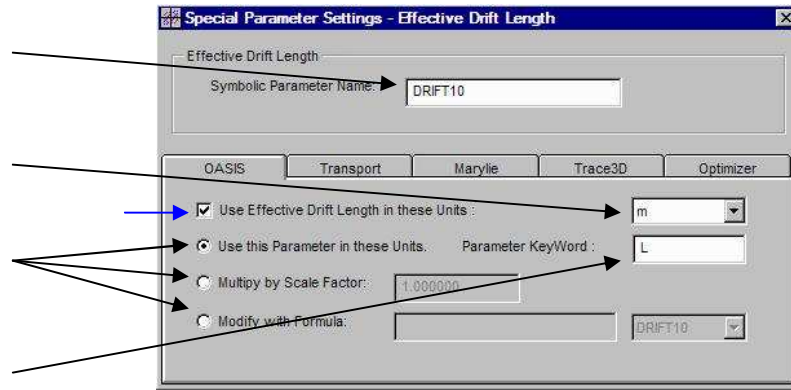 Special Parameter Settings - Effective Drift Length
Effective Drift Length
Symbolic Parameter Name: DRIFT10
OASIS Transport Marylie Trace3D Optimizer
Use Effective Drift Length in these Units : m
Use this Parameter in these Units. Parameter KeyWord : L
Multipy by Scale Factor: 1.000000
Modify with Formula: DRIFT10